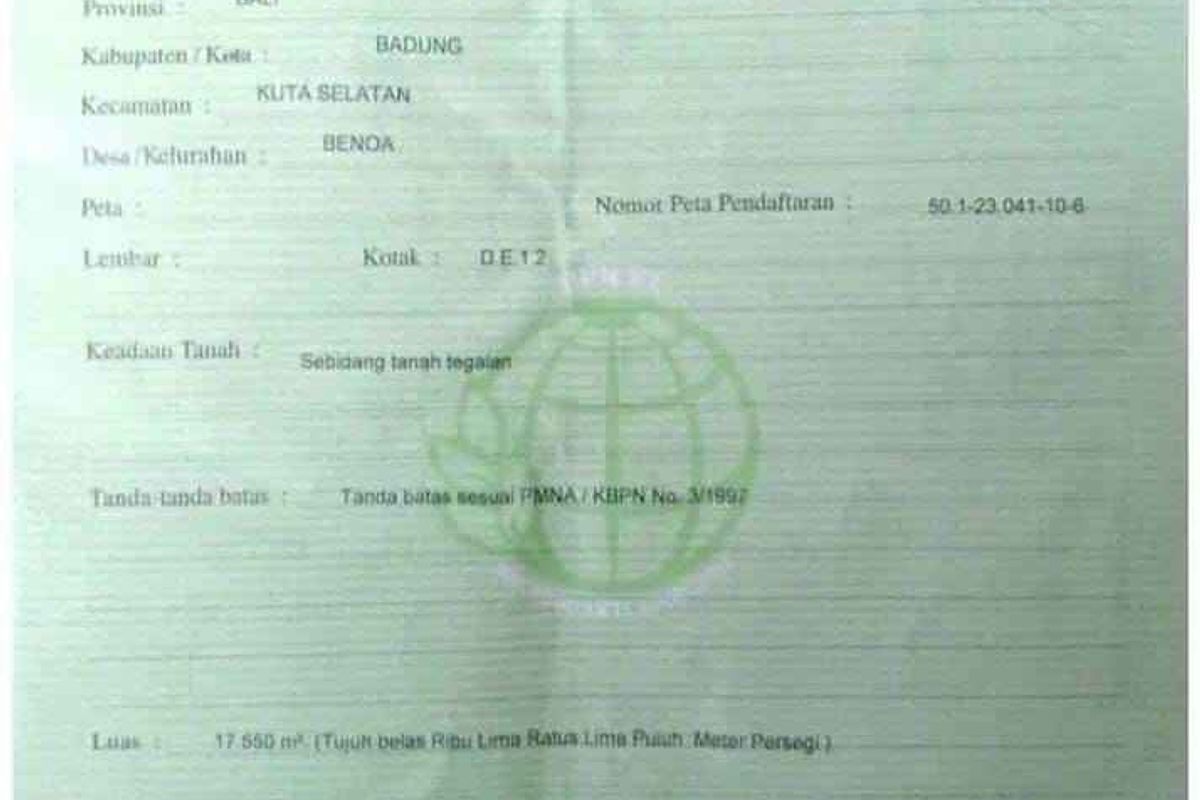 Provinsi : BALI
Kabupaten / Kota : BADUNG
Kecamatan : KUTA SELATAN
Desa /Kelurahan : BENOA
Peta : Nomot Peta Pendaftaran : 50.1-23.041-10-6
Lembar : Kotak : D.E.1 2
Keadaan Tanah : Sebidang tanah tegalan
Tanda-tanda batas : Tanda batas sesuai PMNA / KBPN No. 3/1997
Luas : 17.550 m². (Tujuh belas Ribu Lima Ratus Lima Puluh Meter Persegi )